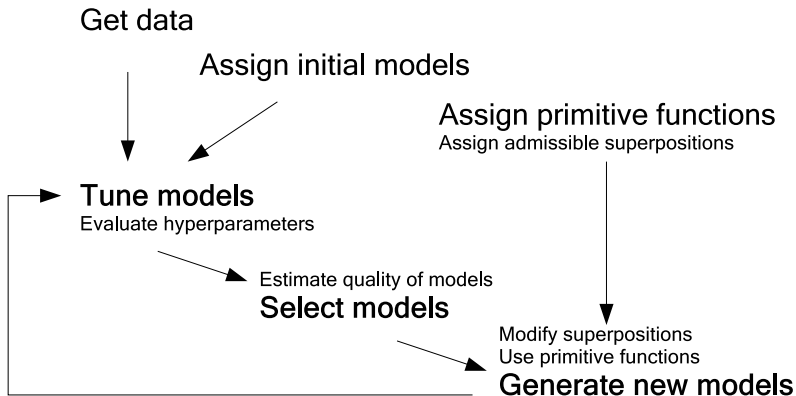 Get data
Assign initial models
Assign primitive functions
Assign admissible superpositions
Tune models
Evaluate hyperparameters
Estimate quality of models
Select models
Modify superpositions
Use primitive functions
Generate new models